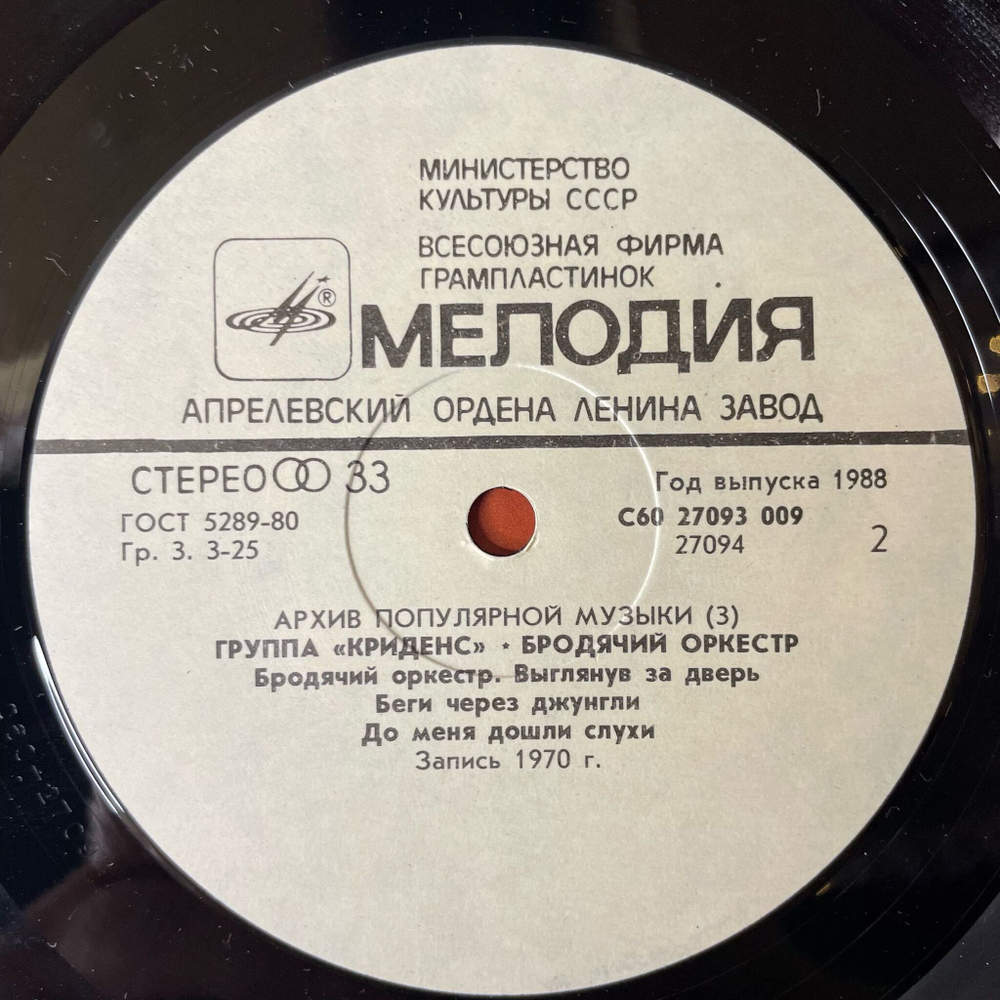 МИНИСТЕРСТВО
КУЛЬТУРЫ СССР
ВСЕСОЮЗНАЯ ФИРМА
ГРАМПЛАСТИНОК
®
МЕЛОДИЯ
АПРЕЛЕВСКИЙ ОРДЕНА ЛЕНИНА ЗАВОД
СТЕРЕО 33
Год выпуска 1988
ГОСТ 5289-80
С60 27093 009
Гр. 3. 3-25
27094
2
АРХИВ ПОПУЛЯРНОЙ МУЗЫКИ (3)
ГРУППА «КРИДЕНС» • БРОДЯЧИЙ ОРКЕСТР
Бродячий оркестр. Выглянув за дверь
Беги через джунгли
До меня дошли слухи
Запись 1970 г.